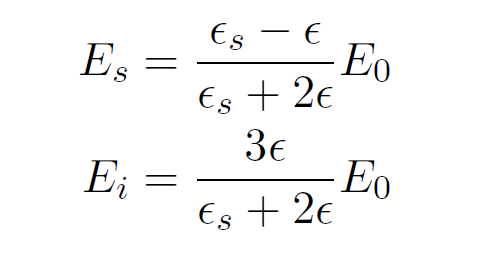 E_s = \frac{\epsilon_s - \epsilon}{\epsilon_s + 2\epsilon} E_0
E_i = \frac{3\epsilon}{\epsilon_s + 2\epsilon} E_0